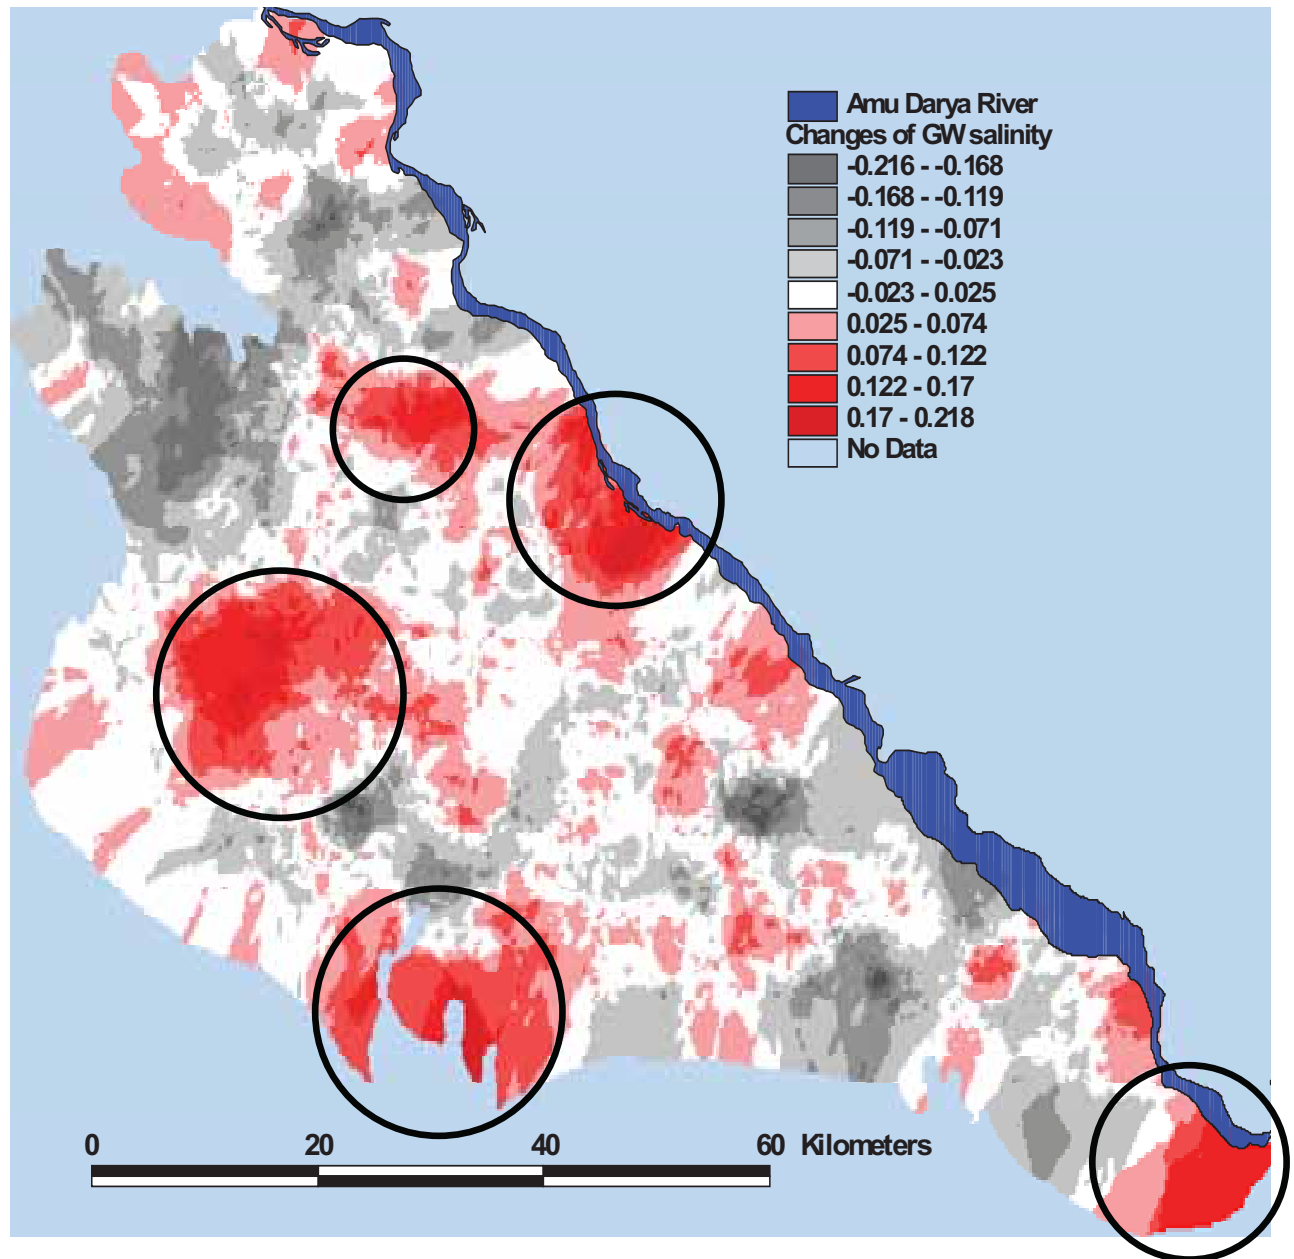 Amu Darya River
Changes of GW salinity
-0.216 - -0.168
-0.168 - -0.119
-0.119 - -0.071
-0.071 - -0.023
-0.023 - 0.025
0.025 - 0.074
0.074 - 0.122
0.122 - 0.17
0.17 - 0.218
No Data
0 20 40 60 Kilometers